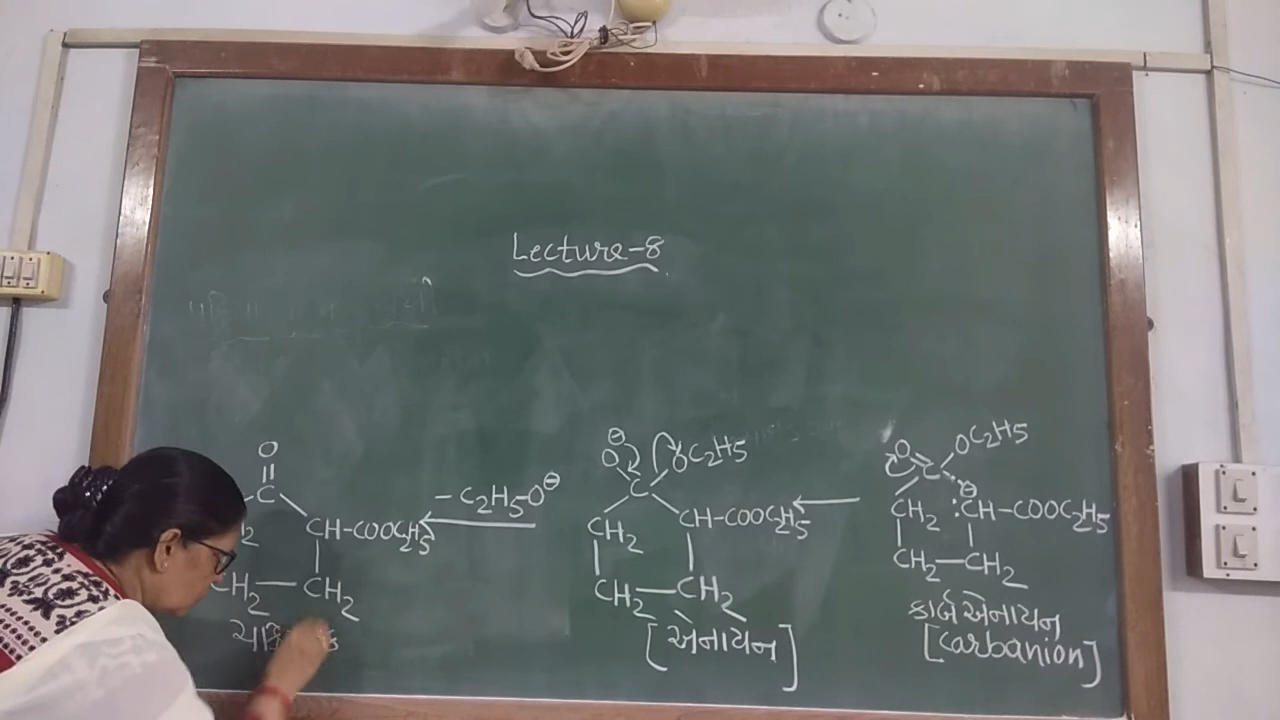 Lecture-8
O
||
C
CH-COOC₂H₅
CH₂—CH₂
-C₂H₅-O⊖
←
⊖
O OC₂H₅
C
CH₂ CH-COOC₂H₅
CH₂—CH₂
[એનાયન]
←
O OC₂H₅
C
⊖
CH₂ :CH-COOC₂H₅
CH₂—CH₂
કાર્બએનાયન
[carbanion]